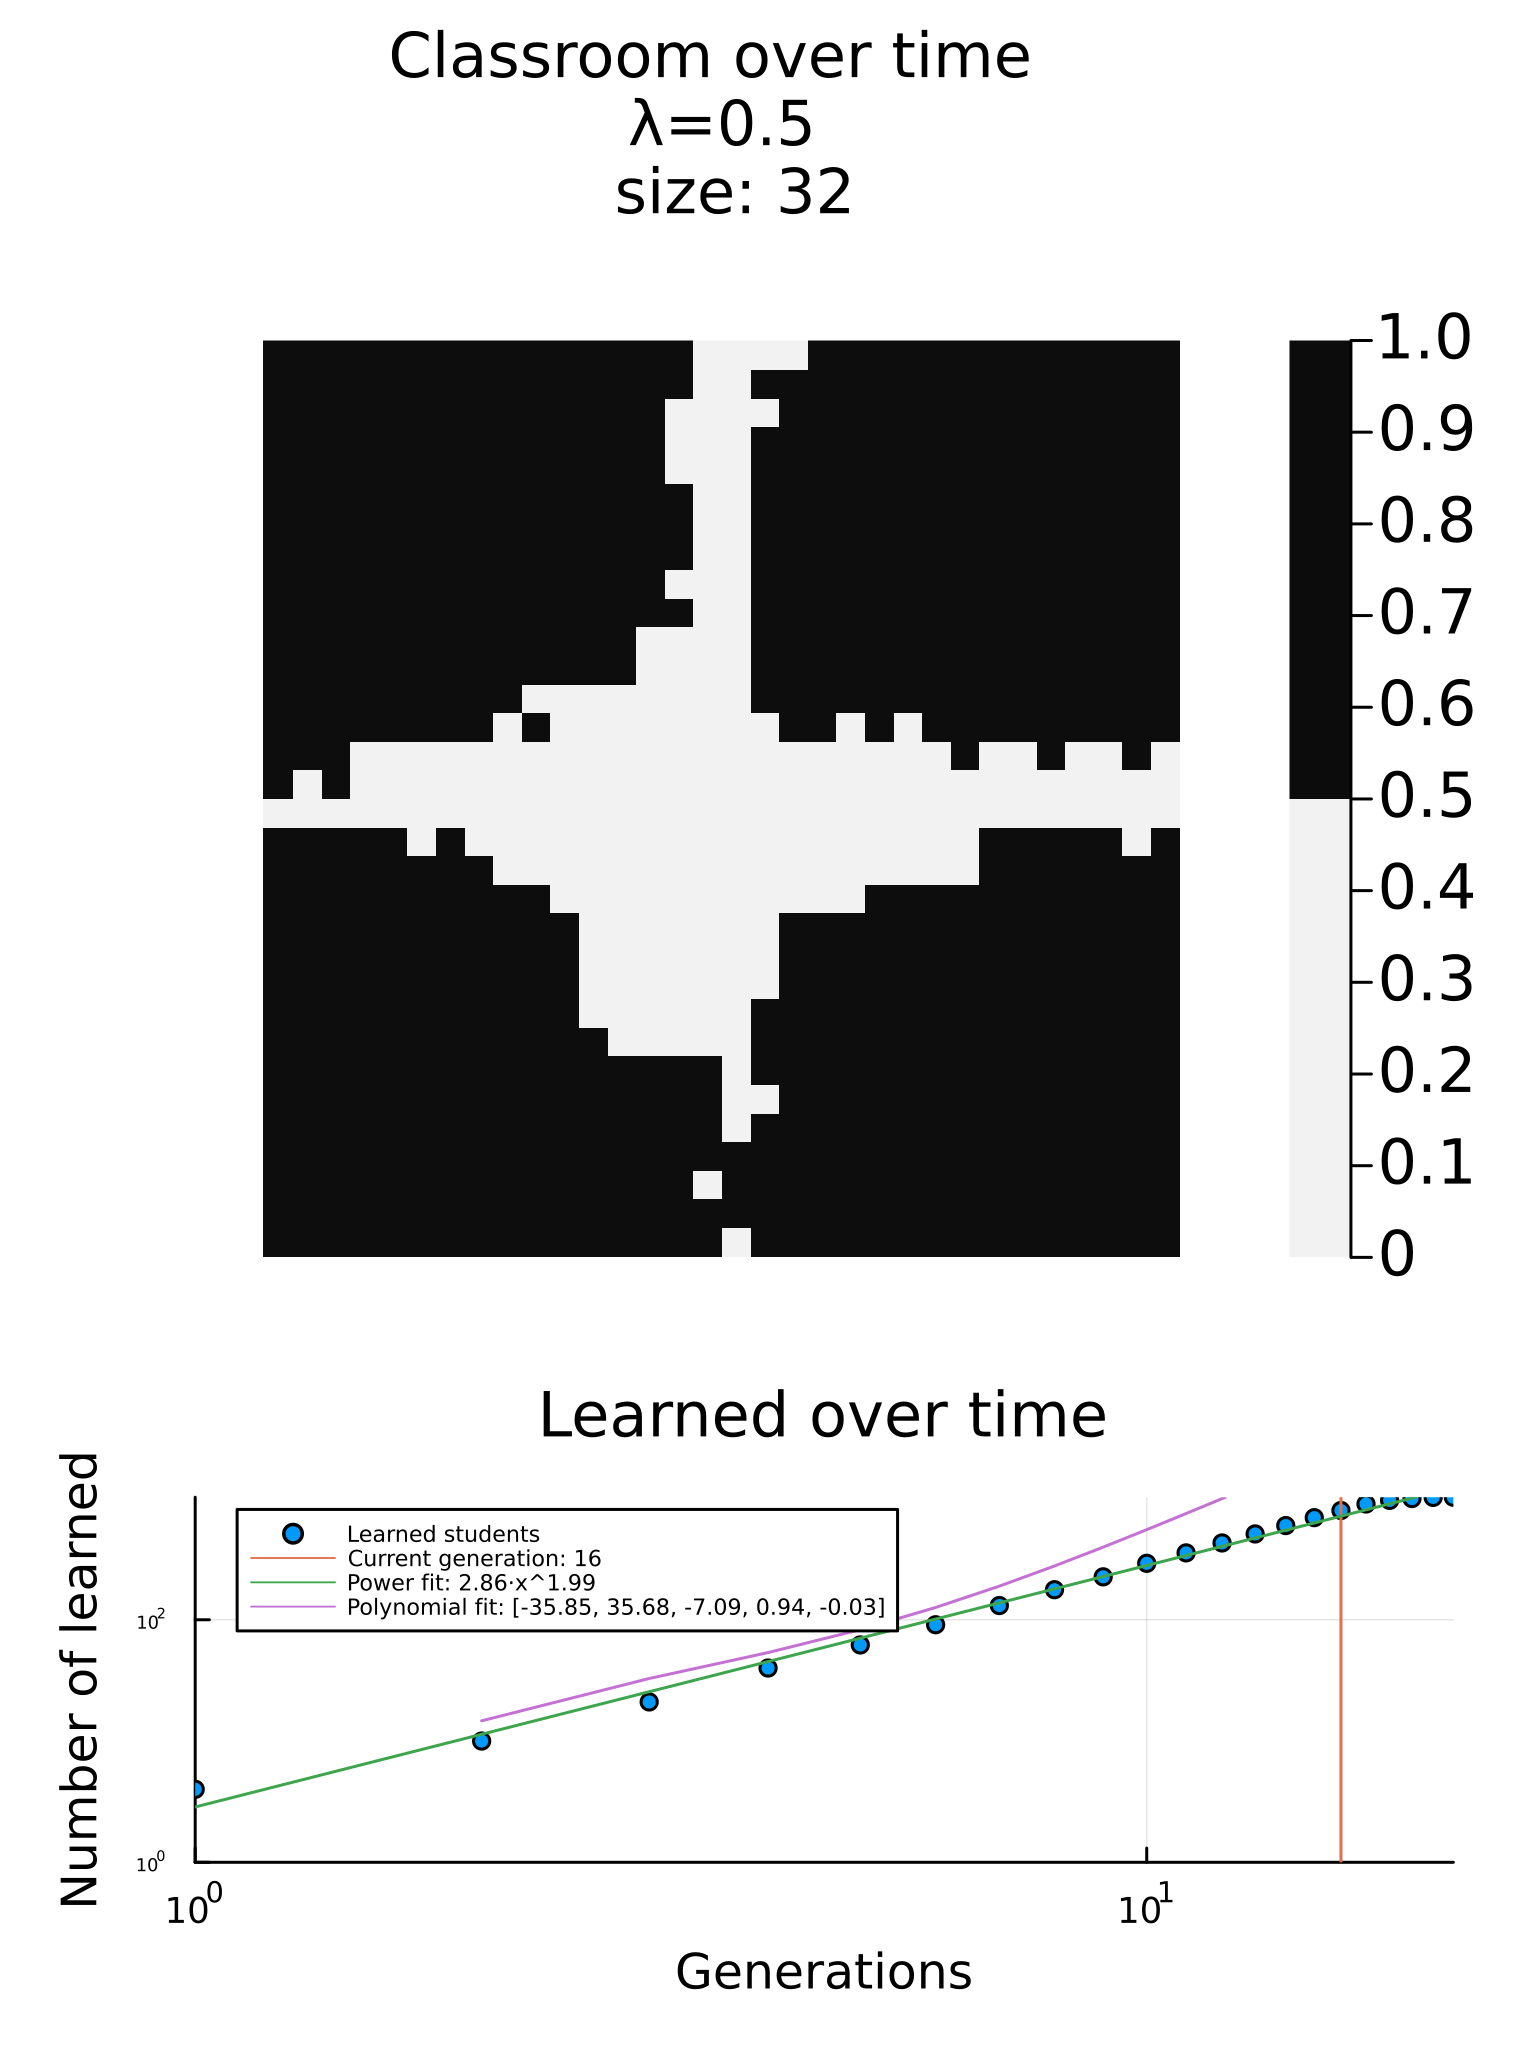 Classroom over time
λ=0.5
size: 32
1.0
0.9
0.8
0.7
0.6
0.5
0.4
0.3
0.2
0.1
0
Learned over time
Number of learned
Learned students
Current generation: 16
Power fit: 2.86·x^1.99
Polynomial fit: [-35.85, 35.68, -7.09, 0.94, -0.03]
10²
10⁰
10⁰ 10¹
Generations